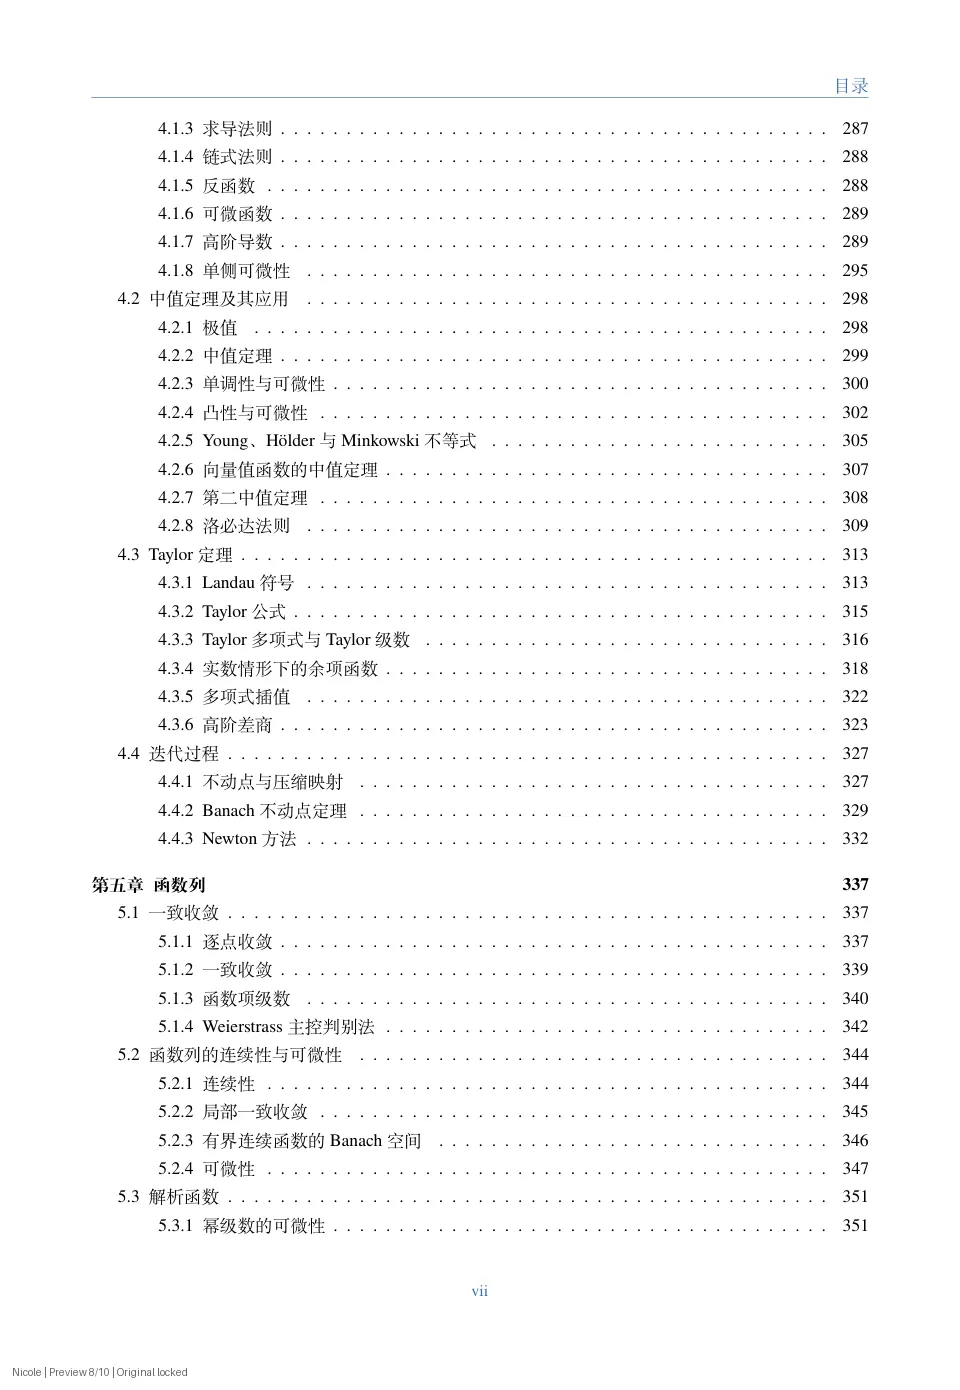 目录
4.1.3 求导法则 . . . . . . . . . . . . . . . . . . . . 287
4.1.4 链式法则 . . . . . . . . . . . . . . . . . . . . 288
4.1.5 反函数 . . . . . . . . . . . . . . . . . . . . 288
4.1.6 可微函数 . . . . . . . . . . . . . . . . . . . . 289
4.1.7 高阶导数 . . . . . . . . . . . . . . . . . . . . 289
4.1.8 单侧可微性 . . . . . . . . . . . . . . . . . . . . 295
4.2 中值定理及其应用 . . . . . . . . . . . . . . . . . . . . 298
4.2.1 极值 . . . . . . . . . . . . . . . . . . . . 298
4.2.2 中值定理 . . . . . . . . . . . . . . . . . . . . 299
4.2.3 单调性与可微性 . . . . . . . . . . . . . . . . . . . . 300
4.2.4 凸性与可微性 . . . . . . . . . . . . . . . . . . . . 302
4.2.5 Young、Hölder 与 Minkowski 不等式 . . . . . . . . . . . . . . . . . . . . 305
4.2.6 向量值函数的中值定理 . . . . . . . . . . . . . . . . . . . . 307
4.2.7 第二中值定理 . . . . . . . . . . . . . . . . . . . . 308
4.2.8 洛必达法则 . . . . . . . . . . . . . . . . . . . . 309
4.3 Taylor 定理 . . . . . . . . . . . . . . . . . . . . 313
4.3.1 Landau 符号 . . . . . . . . . . . . . . . . . . . . 313
4.3.2 Taylor 公式 . . . . . . . . . . . . . . . . . . . . 315
4.3.3 Taylor 多项式与 Taylor 级数 . . . . . . . . . . . . . . . . . . . . 316
4.3.4 实数情形下的余项函数 . . . . . . . . . . . . . . . . . . . . 318
4.3.5 多项式插值 . . . . . . . . . . . . . . . . . . . . 322
4.3.6 高阶差商 . . . . . . . . . . . . . . . . . . . . 323
4.4 迭代过程 . . . . . . . . . . . . . . . . . . . . 327
4.4.1 不动点与压缩映射 . . . . . . . . . . . . . . . . . . . . 327
4.4.2 Banach 不动点定理 . . . . . . . . . . . . . . . . . . . . 329
4.4.3 Newton 方法 . . . . . . . . . . . . . . . . . . . . 332
第五章 函数列 337
5.1 一致收敛 . . . . . . . . . . . . . . . . . . . . 337
5.1.1 逐点收敛 . . . . . . . . . . . . . . . . . . . . 337
5.1.2 一致收敛 . . . . . . . . . . . . . . . . . . . . 339
5.1.3 函数项级数 . . . . . . . . . . . . . . . . . . . . 340
5.1.4 Weierstrass 主控判别法 . . . . . . . . . . . . . . . . . . . . 342
5.2 函数列的连续性与可微性 . . . . . . . . . . . . . . . . . . . . 344
5.2.1 连续性 . . . . . . . . . . . . . . . . . . . . 344
5.2.2 局部一致收敛 . . . . . . . . . . . . . . . . . . . . 345
5.2.3 有界连续函数的 Banach 空间 . . . . . . . . . . . . . . . . . . . . 346
5.2.4 可微性 . . . . . . . . . . . . . . . . . . . . 347
5.3 解析函数 . . . . . . . . . . . . . . . . . . . . 351
5.3.1 幂级数的可微性 . . . . . . . . . . . . . . . . . . . . 351
vii
Nicole | Preview 8/10 | Original locked